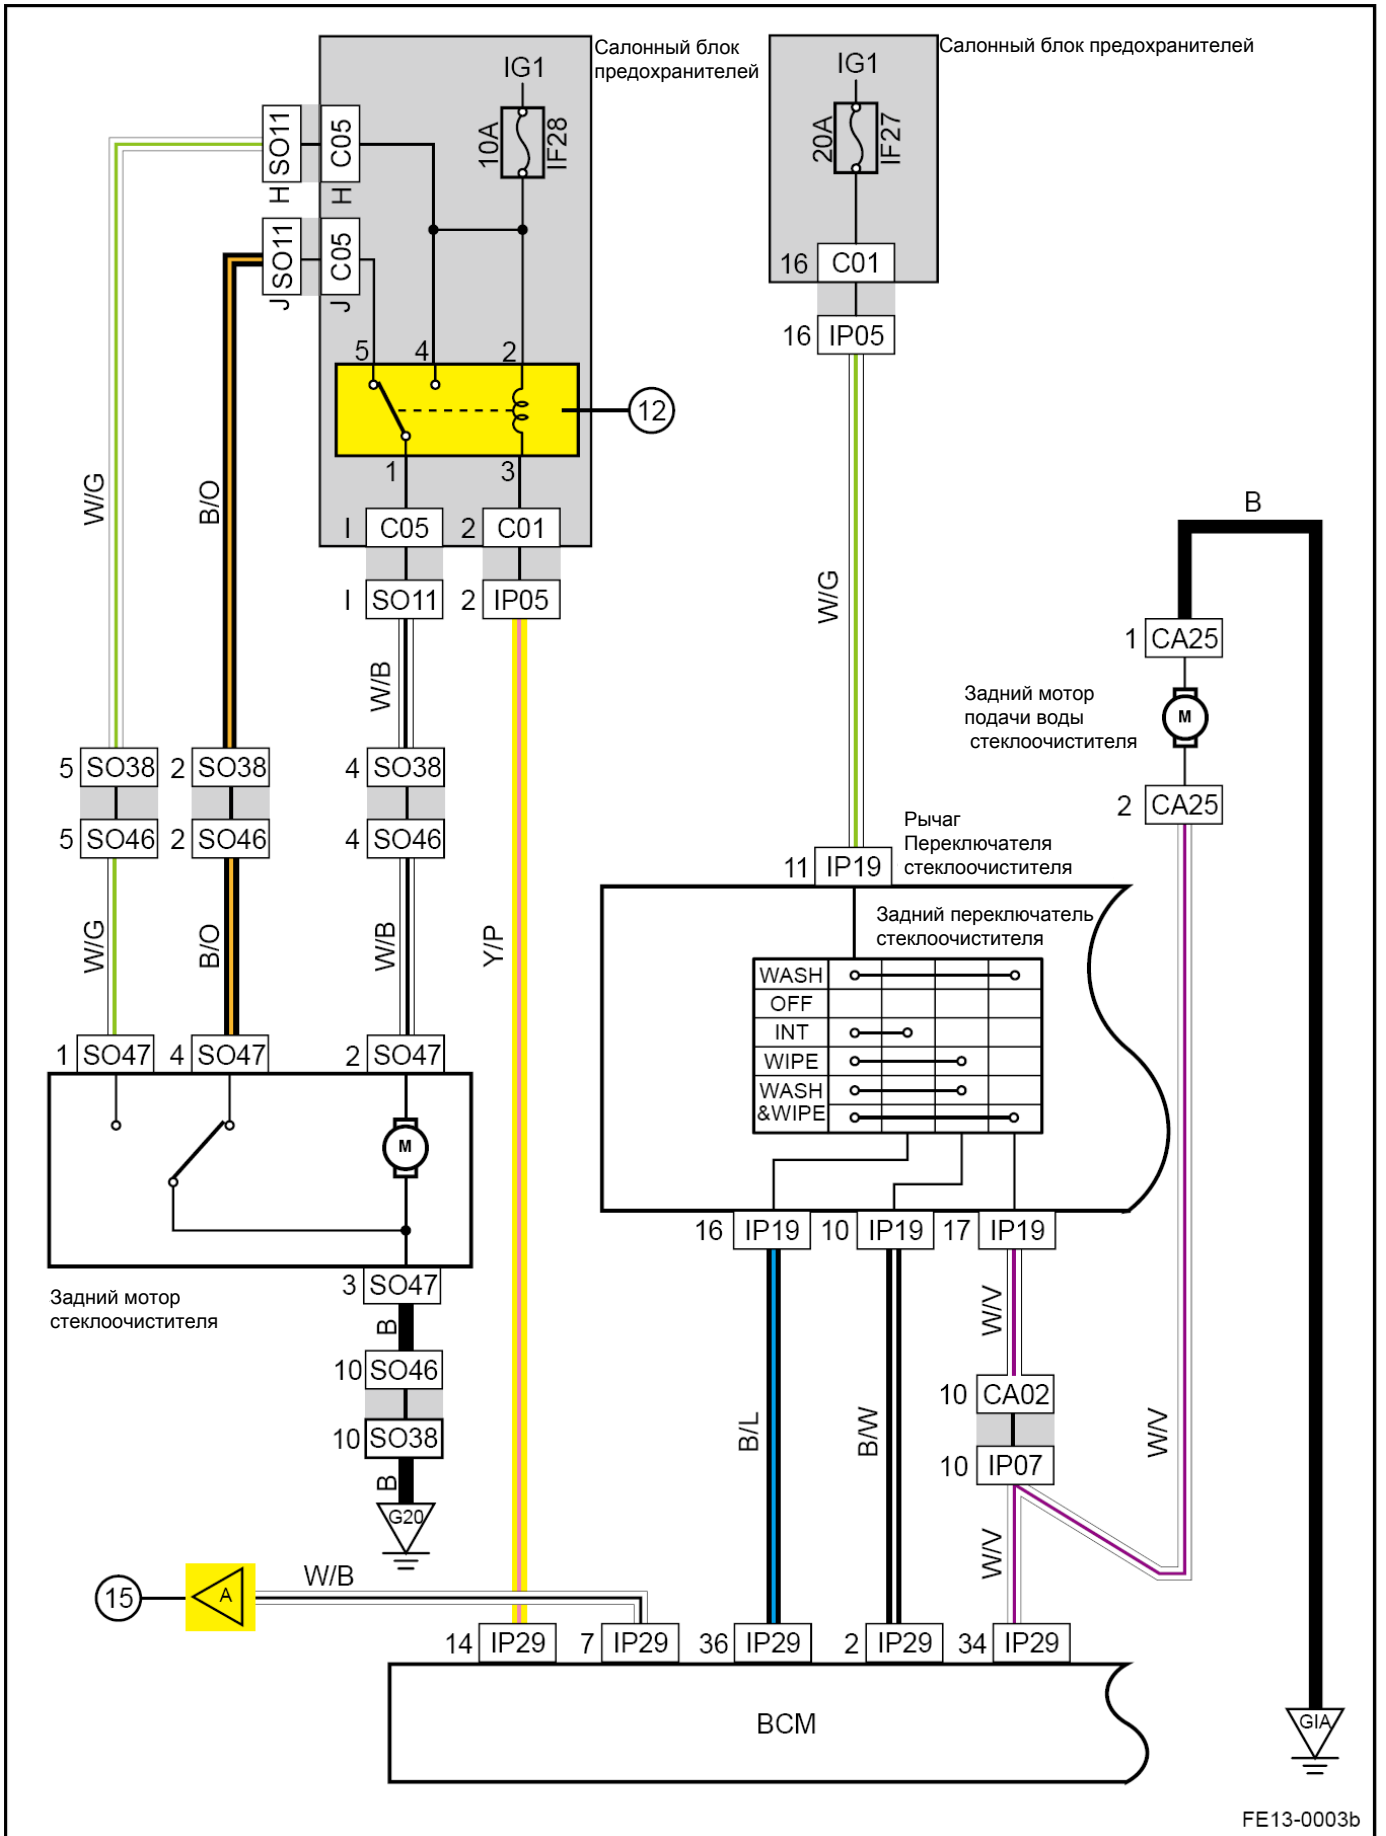 Салонный блок
предохранителей
Салонный блок предохранителей
IG1
10A
IF28
IG1
20A
IF27
SO11
H
C05
H
SO11
J
C05
J
16 C01
16 IP05
5 4 2
12
1 3
I C05 2 C01
I SO11 2 IP05
W/G
B/O
W/B
W/G
B
1 CA25
Задний мотор
подачи воды
стеклоочистителя
M
2 CA25
5 SO38 2 SO38 4 SO38
5 SO46 2 SO46 4 SO46
Рычаг
Переключателя
стеклоочистителя
11 IP19
Задний переключатель
стеклоочистителя
W/G
B/O
W/B
Y/P
WASH
OFF
INT
WIPE
WASH
&WIPE
1 SO47 4 SO47 2 SO47
M
16 IP19 10 IP19 17 IP19
3 SO47
Задний мотор
стеклоочистителя
B
10 SO46
10 SO38
B
G20
W/V
10 CA02
10 IP07
B/L
B/W
W/V
W/V
15
A
W/B
14 IP29 7 IP29 36 IP29 2 IP29 34 IP29
BCM
GIA
FE13-0003b